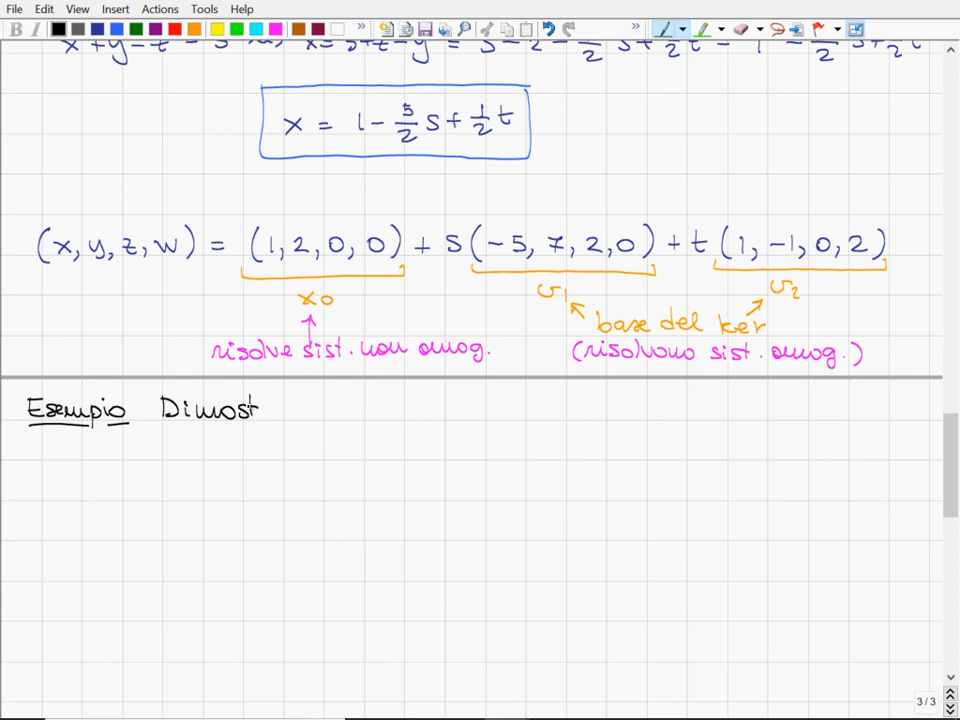 File Edit View Insert Actions Tools Help
x = 1 - 5/2 s + 1/2 t
(x, y, z, w) = (1, 2, 0, 0) + s(-5, 7, 2, 0) + t(1, -1, 0, 2)
x0 v1 v2
base del ker
risolve sist. non omog. (risolvono sist. omog.)
Esempio Dimost
3 / 3